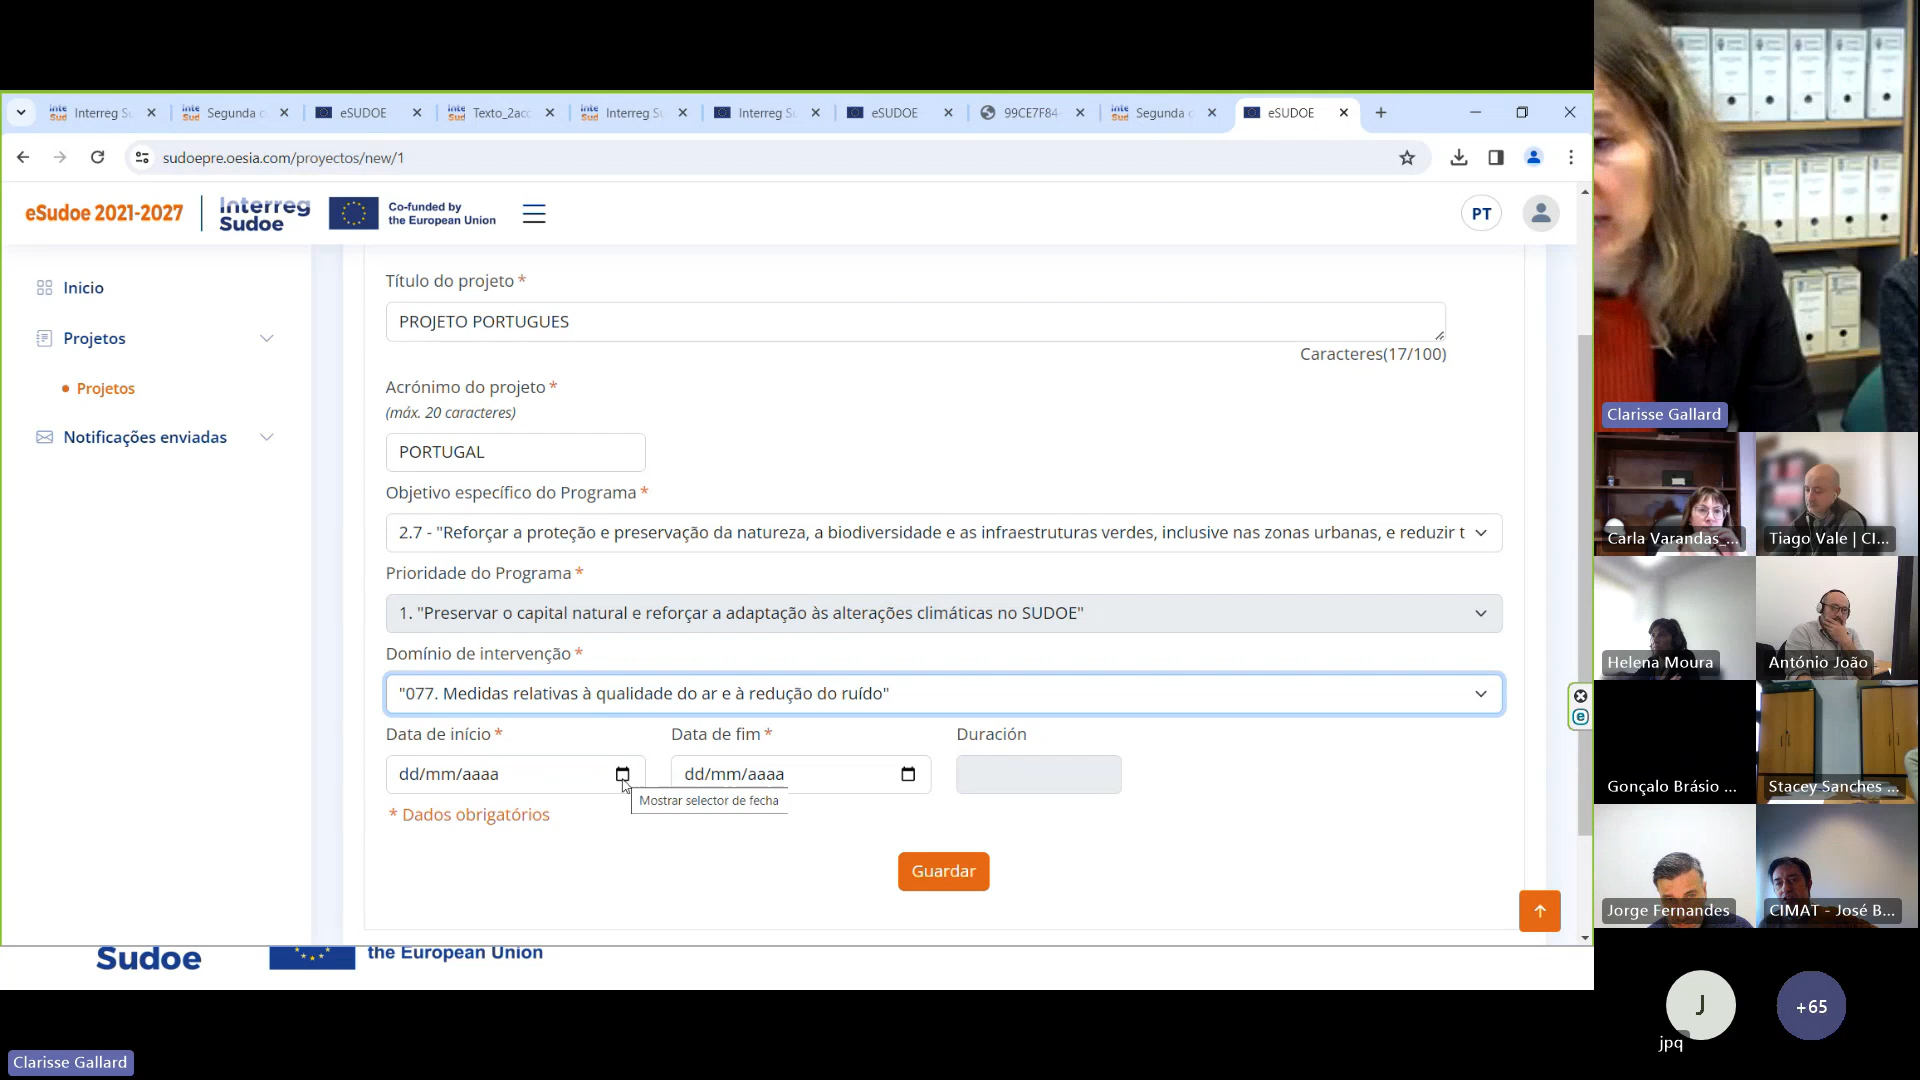 Interreg Su
Segunda c
eSUDOE
Texto_2acc
Interreg Su
Interreg Su
eSUDOE
99CE7F84
Segunda c
eSUDOE
sudoepre.oesia.com/proyectos/new/1
eSudoe 2021-2027
Interreg
Sudoe
Co-funded by
the European Union
PT
Inicio
Projetos
Projetos
Notificações enviadas
Título do projeto *
PROJETO PORTUGUES
Caracteres(17/100)
Acrónimo do projeto *
(máx. 20 caracteres)
PORTUGAL
Objetivo específico do Programa *
2.7 - "Reforçar a proteção e preservação da natureza, a biodiversidade e as infraestruturas verdes, inclusive nas zonas urbanas, e reduzir t
Prioridade do Programa *
1. "Preservar o capital natural e reforçar a adaptação às alterações climáticas no SUDOE"
Domínio de intervenção *
"077. Medidas relativas à qualidade do ar e à redução do ruído"
Data de início *
Data de fim *
Duración
dd/mm/aaaa
dd/mm/aaaa
Mostrar selector de fecha
* Dados obrigatórios
Guardar
Sudoe
the European Union
Clarisse Gallard
Clarisse Gallard
Carla Varandas_...
Tiago Vale | CI...
Helena Moura
António João
Gonçalo Brásio ...
Stacey Sanches ...
Jorge Fernandes
CIMAT - José B...
J
jpq
+65